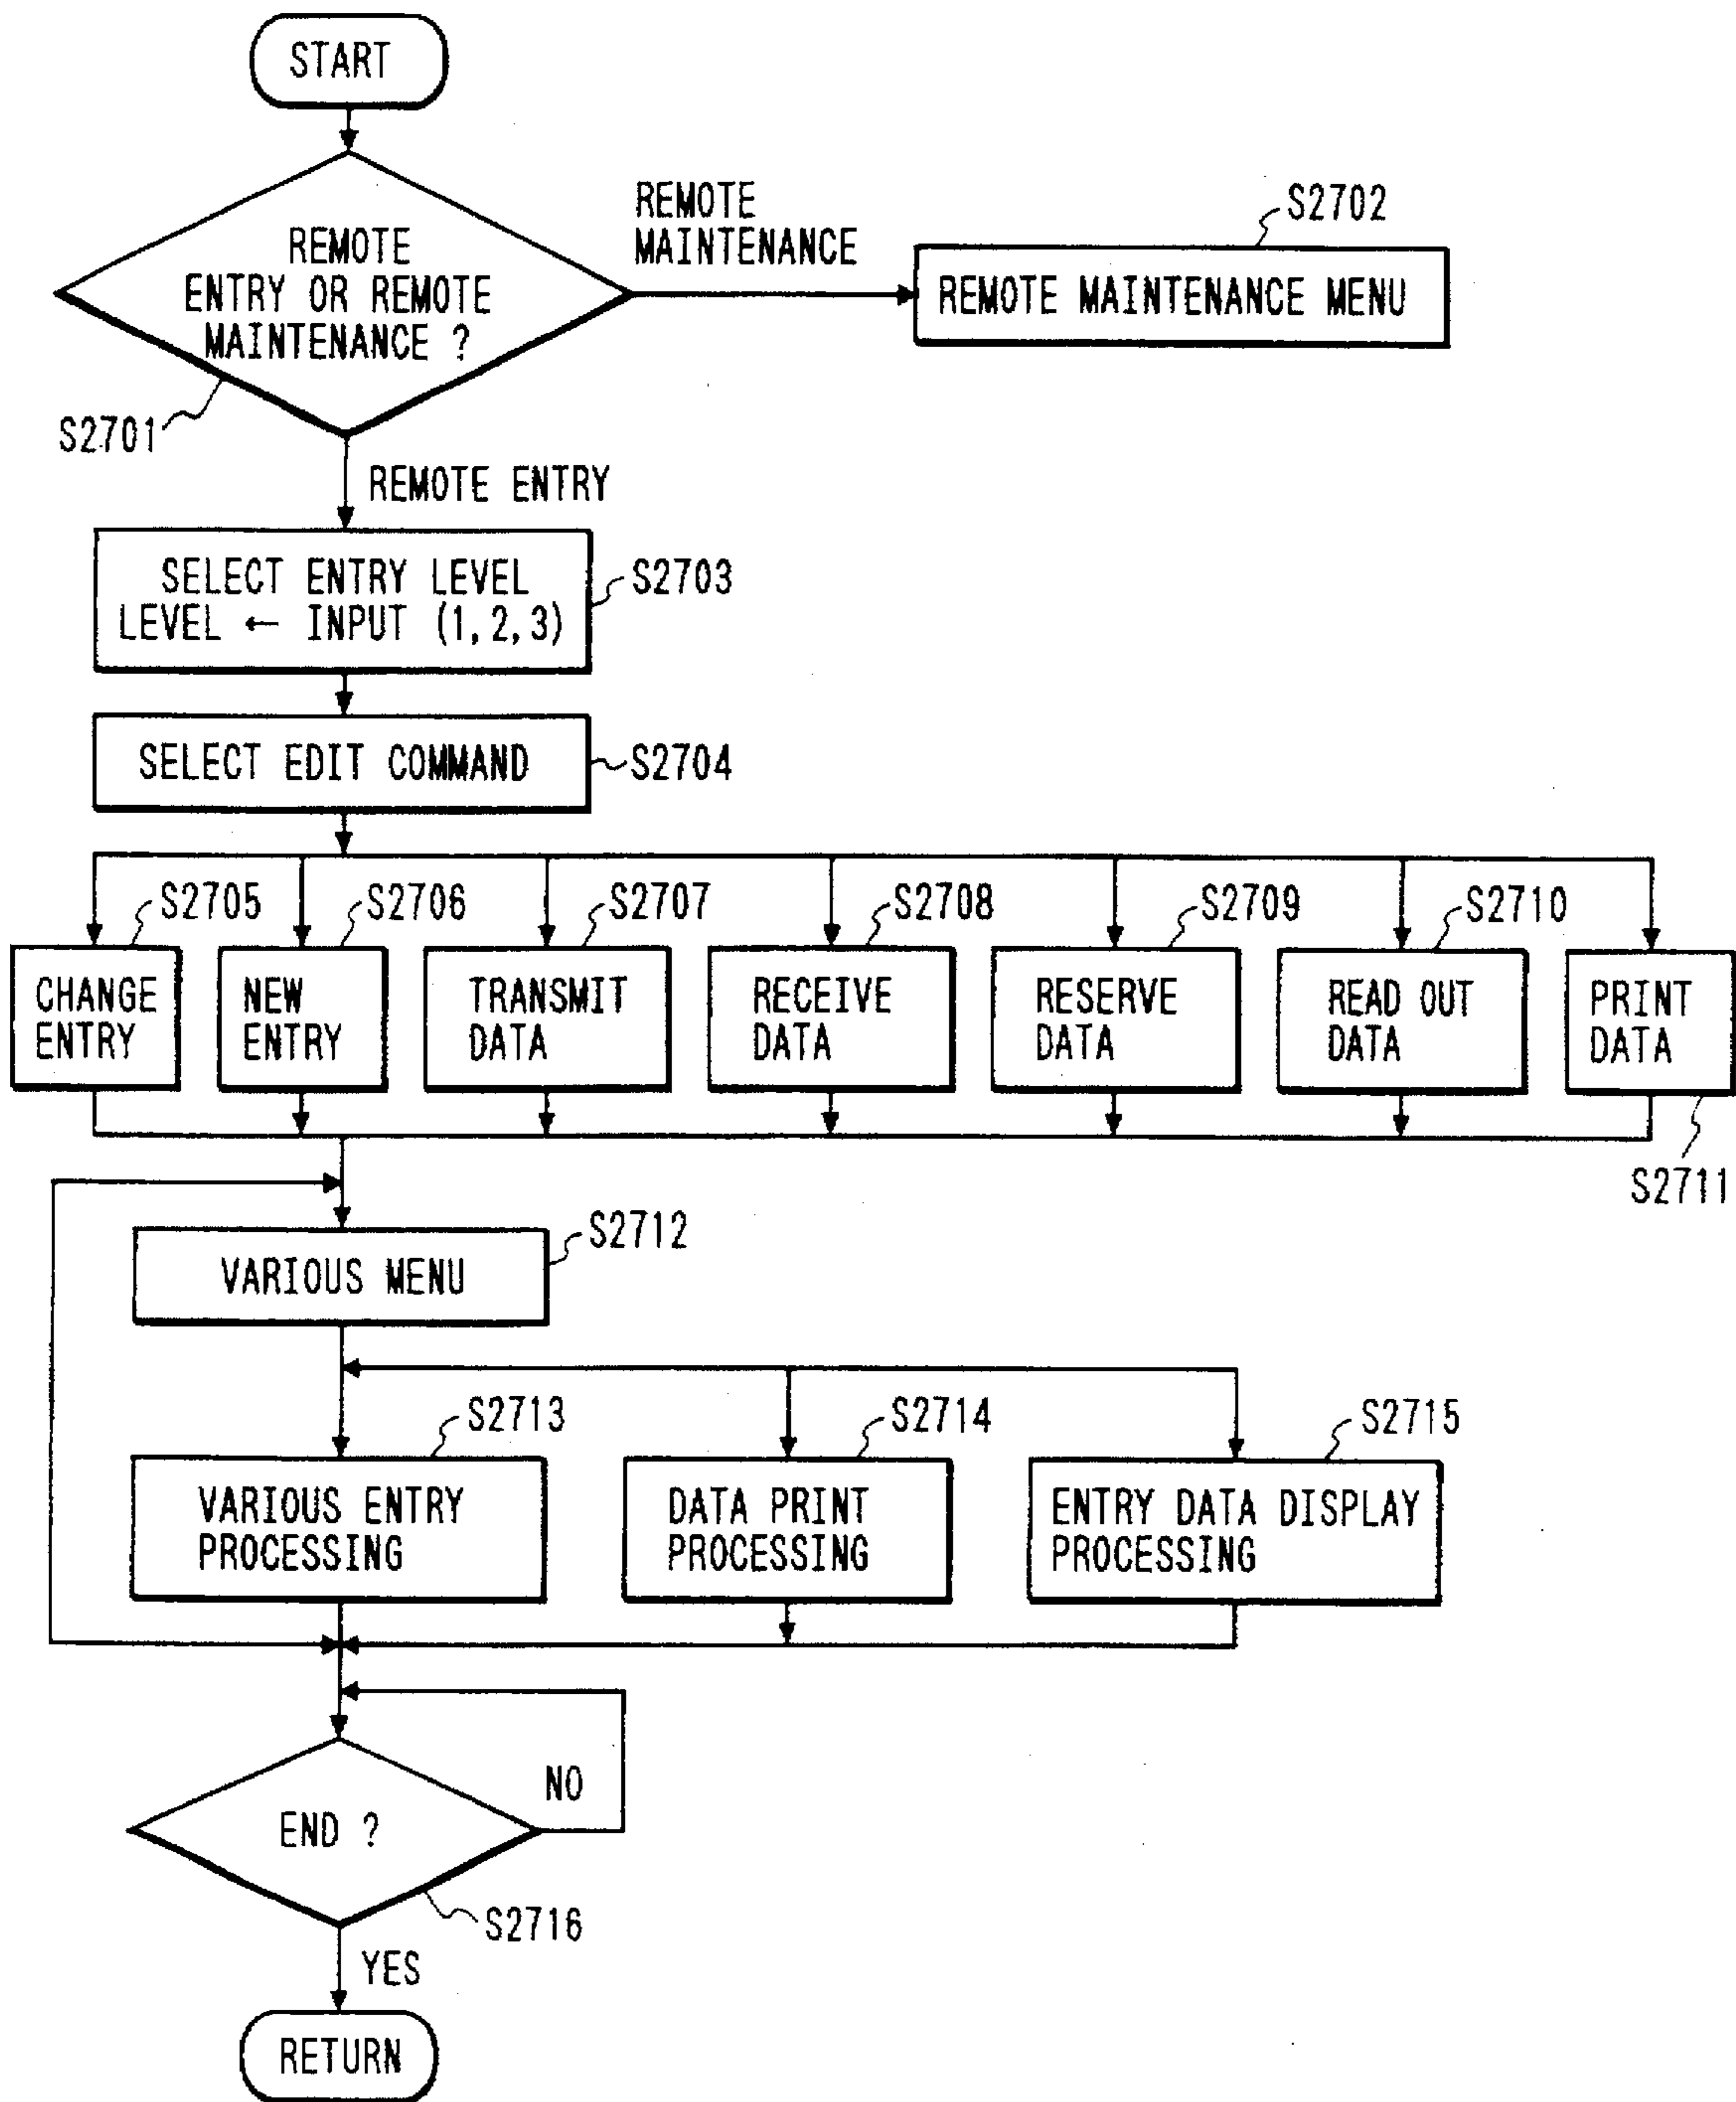 START
REMOTE
ENTRY OR REMOTE
MAINTENANCE ?
S2701
REMOTE
MAINTENANCE
S2702
REMOTE MAINTENANCE MENU
REMOTE ENTRY
SELECT ENTRY LEVEL
LEVEL ← INPUT (1,2,3)
S2703
SELECT EDIT COMMAND
S2704
S2705
CHANGE
ENTRY
S2706
NEW
ENTRY
S2707
TRANSMIT
DATA
S2708
RECEIVE
DATA
S2709
RESERVE
DATA
S2710
READ OUT
DATA
PRINT
DATA
S2711
S2712
VARIOUS MENU
S2713
VARIOUS ENTRY
PROCESSING
S2714
DATA PRINT
PROCESSING
S2715
ENTRY DATA DISPLAY
PROCESSING
END ?
NO
S2716
YES
RETURN